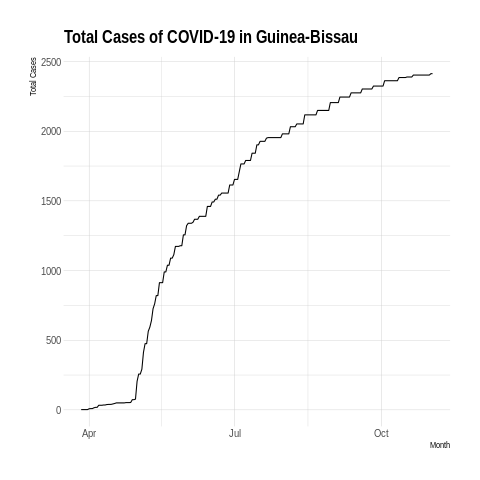 Total Cases of COVID-19 in Guinea-Bissau
Total Cases
2500
2000
1500
1000
500
0
Apr
Jul
Oct
Month